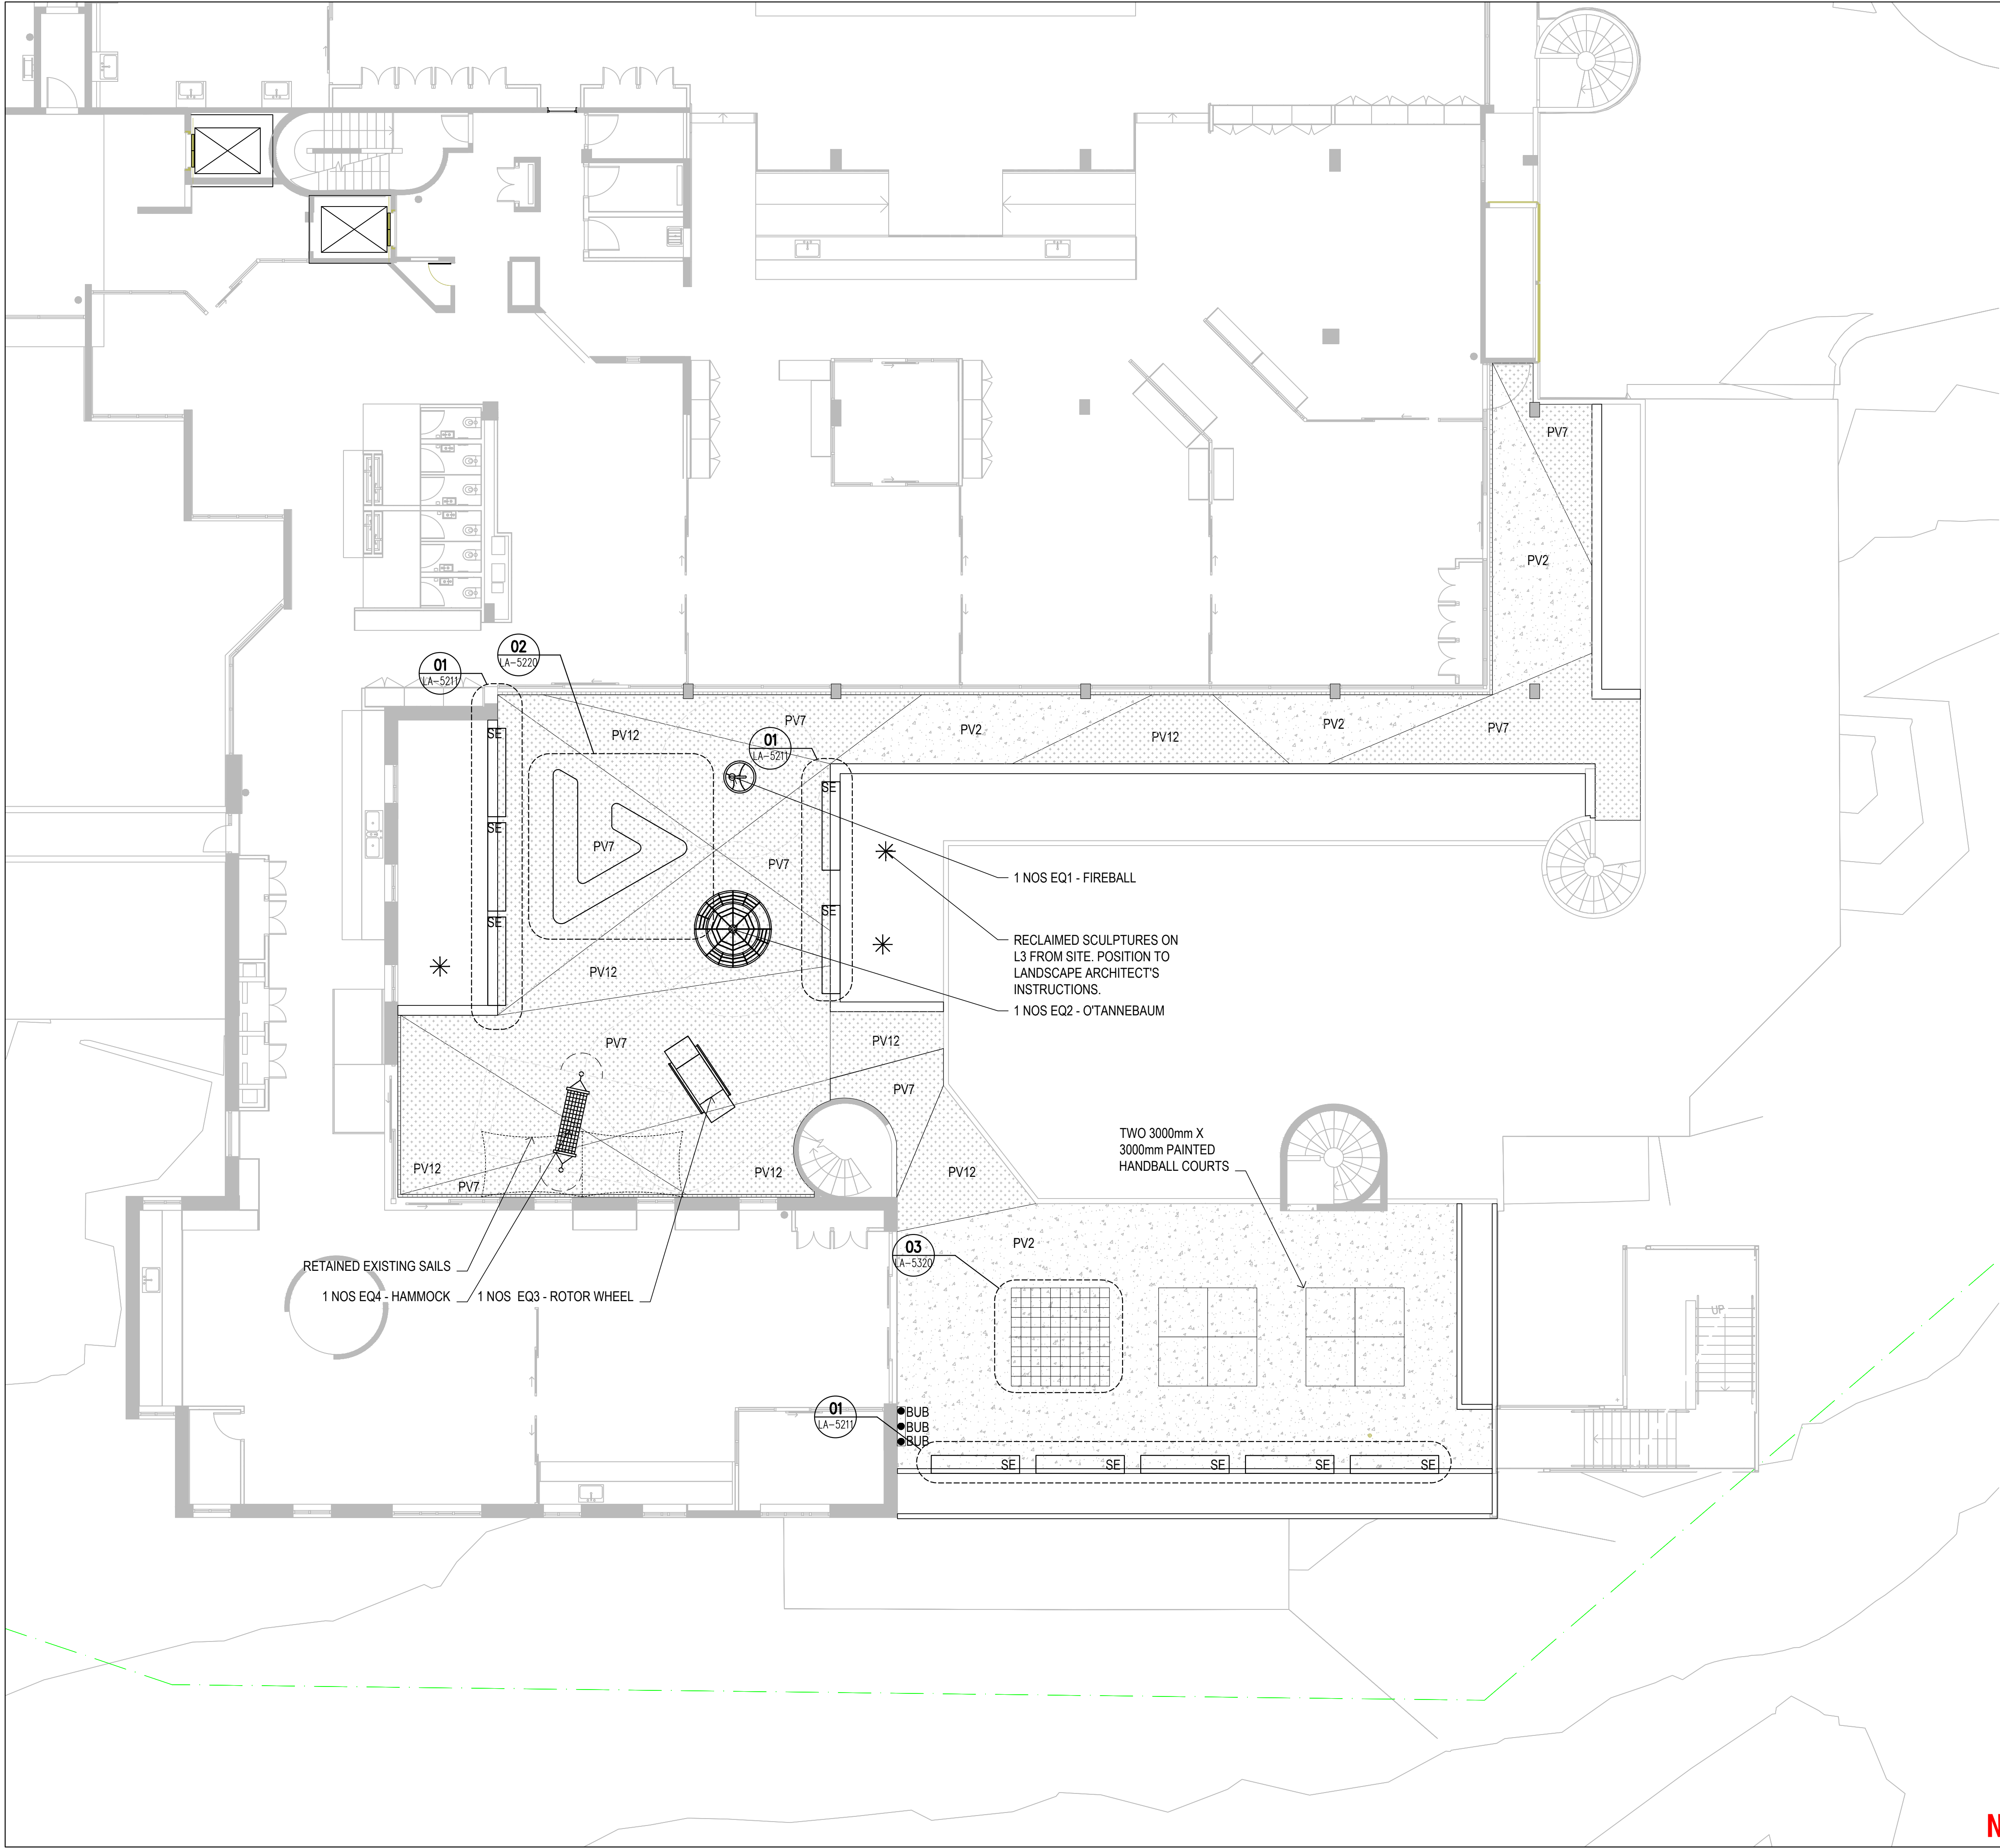 PV7
PV2
02
LA-5220
01
LA-5211
PV7
PV2
PV2
PV7
SE
PV12
01
LA-5211
PV12
SE
SE
PV7
PV7
1 NOS EQ1 - FIREBALL
SE
SE
RECLAIMED SCULPTURES ON
L3 FROM SITE. POSITION TO
LANDSCAPE ARCHITECT'S
INSTRUCTIONS.
PV12
1 NOS EQ2 - O'TANNEBAUM
PV7
PV12
PV7
TWO 3000mm X
3000mm PAINTED
HANDBALL COURTS
PV12
PV12
PV12
PV7
PV2
03
LA-5320
RETAINED EXISTING SAILS
1 NOS EQ4 - HAMMOCK
1 NOS EQ3 - ROTOR WHEEL
UP
01
LA-5211
BUB
BUB
BUB
SE
SE
SE
SE
SE